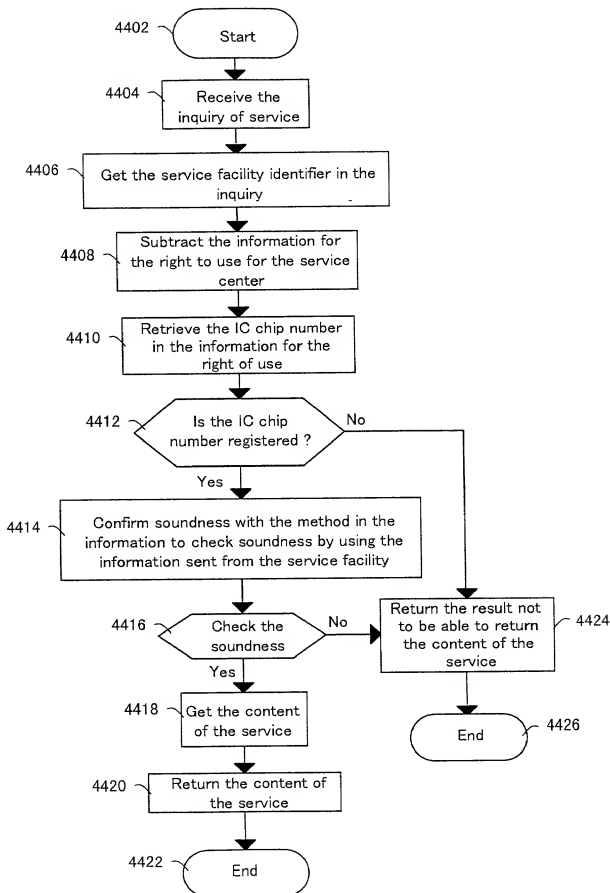 4402
Start
4404
Receive the
inquiry of service
4406
Get the service facility identifier in the
inquiry
4408
Subtract the information for
the right to use for the service
center
4410
Retrieve the IC chip number
in the information for the
right of use
4412
Is the IC chip
number registered ?
No
Yes
4414
Confirm soundness with the method in the
information to check soundness by using the
information sent from the service facility
4416
Check the
soundness
No
Yes
Return the result not
to be able to return
the content of the
service
4424
4418
Get the content
of the service
End
4426
4420
Return the content of
the service
4422
End